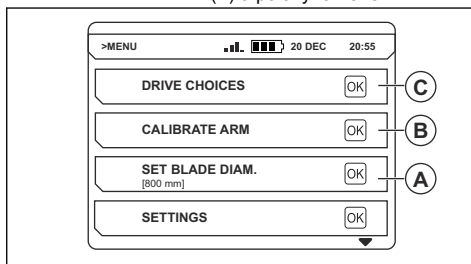 >MENU 20 DEC 20:55
DRIVE CHOICES OK C
CALIBRATE ARM OK B
SET BLADE DIAM. OK A
[800 mm]
SETTINGS OK